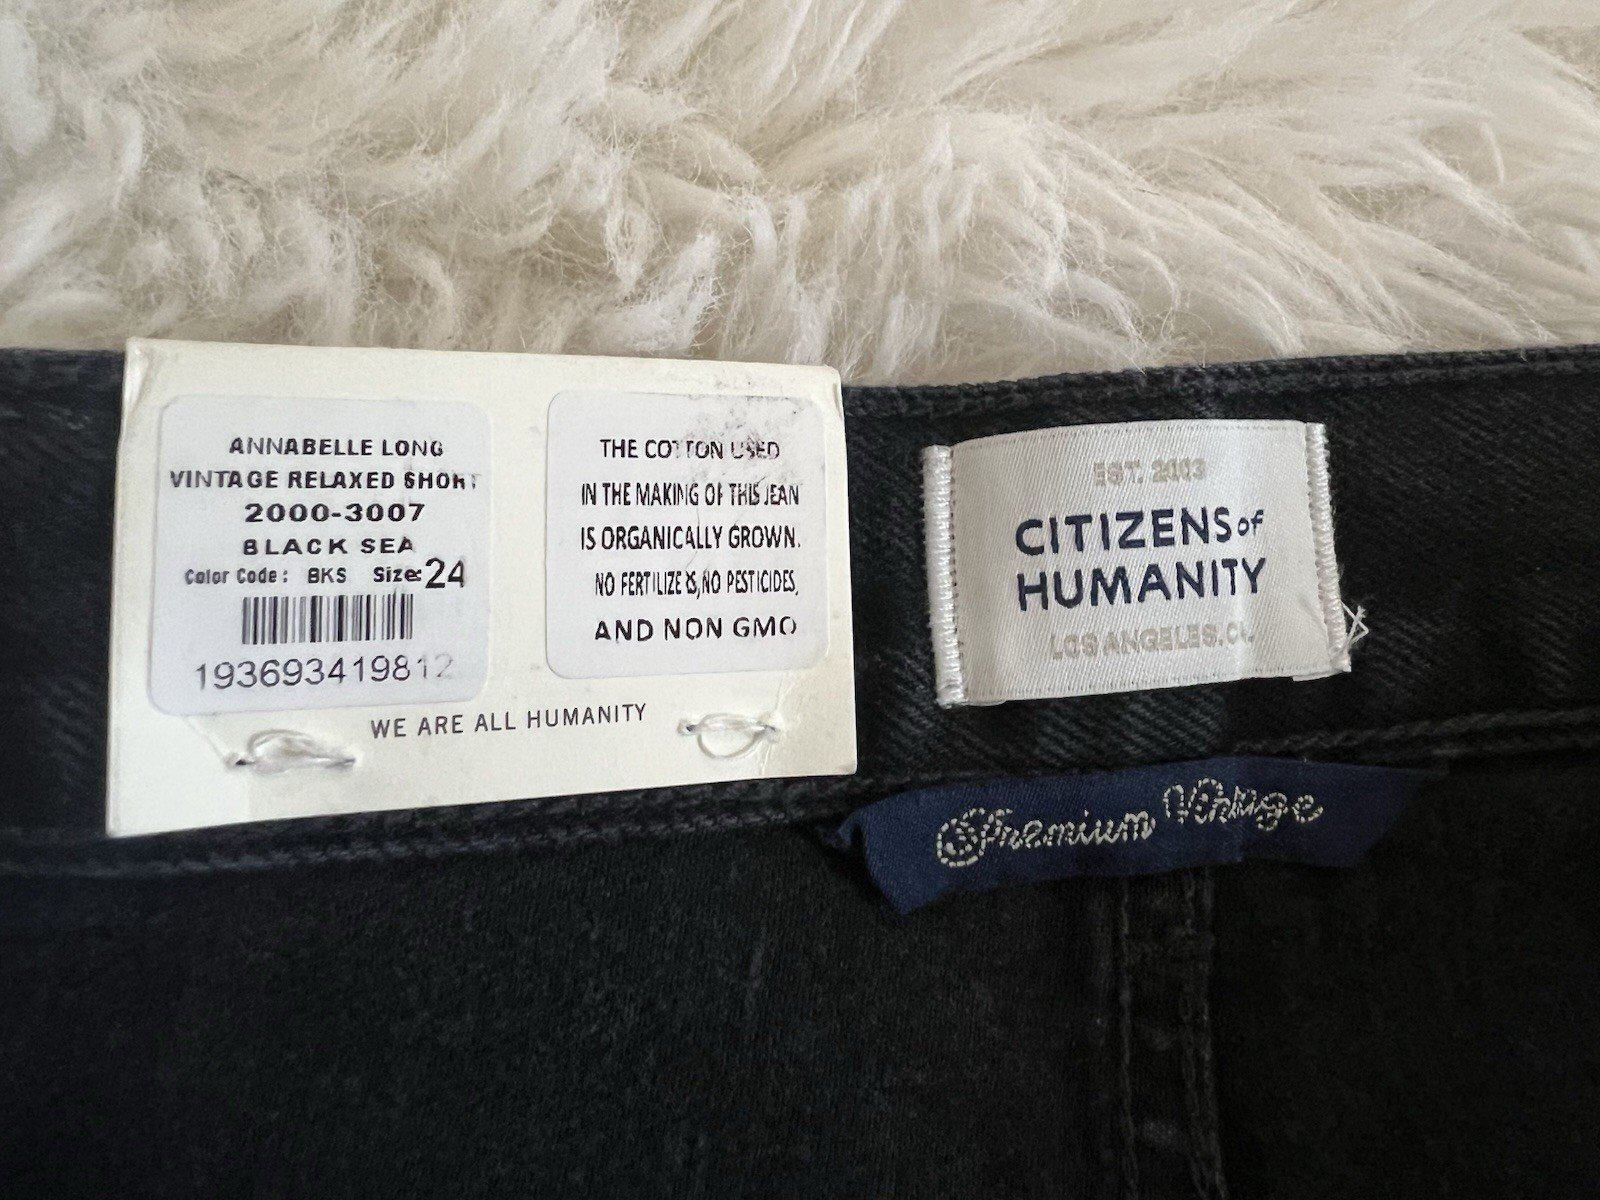 ANNABELLE LONG
VINTAGE RELAXED SHORT
2000-3007
BLACK SEA
Color Code: BKS Size: 24
193693419812
THE COTTON USED
IN THE MAKING OF THIS JEAN
IS ORGANICALLY GROWN.
NO FERTILIZERS, NO PESTICIDES,
AND NON GMO
WE ARE ALL HUMANITY
EST. 2003
CITIZENS of
HUMANITY
LOS ANGELES, CA
Premium Vintage